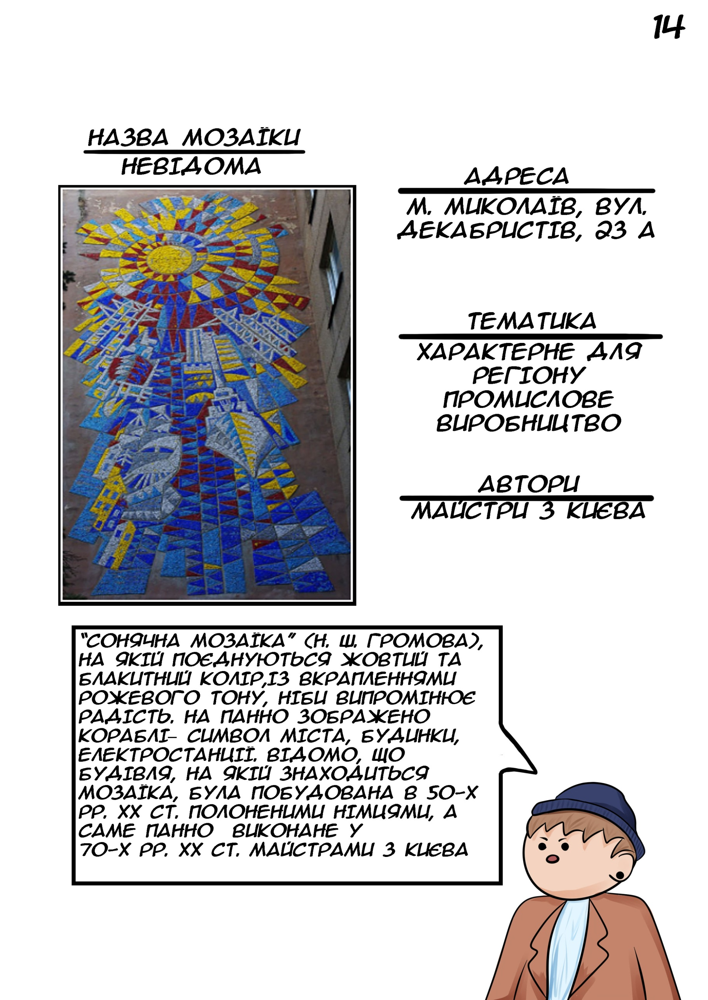 14
НАЗВА МОЗАЇКИ
НЕВІДОМА
АДРЕСА
М. МИКОЛАЇВ, ВУЛ.
ДЕКАБРИСТІВ, 23 А
ТЕМАТИКА
ХАРАКТЕРНЕ ДЛЯ
РЕГІОНУ
ПРОМИСЛОВЕ
ВИРОБНИЦТВО
АВТОРИ
МАЙСТРИ З КИЄВА
"СОНЯЧНА МОЗАЇКА" (Н. Ш. ГРОМОВА),
НА ЯКІЙ ПОЄДНУЮТЬСЯ ЖОВТИЙ ТА
БЛАКИТНИЙ КОЛІР,ІЗ ВКРАПЛЕННЯМИ
РОЖЕВОГО ТОНУ, НІБИ ВИПРОМІНЮЄ
РАДІСТЬ. НА ПАННО ЗОБРАЖЕНО
КОРАБЛІ– СИМВОЛ МІСТА, БУДИНКИ,
ЕЛЕКТРОСТАНЦІЇ. ВІДОМО, ЩО
БУДІВЛЯ, НА ЯКІЙ ЗНАХОДИТЬСЯ
МОЗАЇКА, БУЛА ПОБУДОВАНА В 50-Х
РР. ХХ СТ. ПОЛОНЕНИМИ НІМЦЯМИ, А
САМЕ ПАННО ВИКОНАНЕ У
70-Х РР. ХХ СТ. МАЙСТРАМИ З КИЄВА